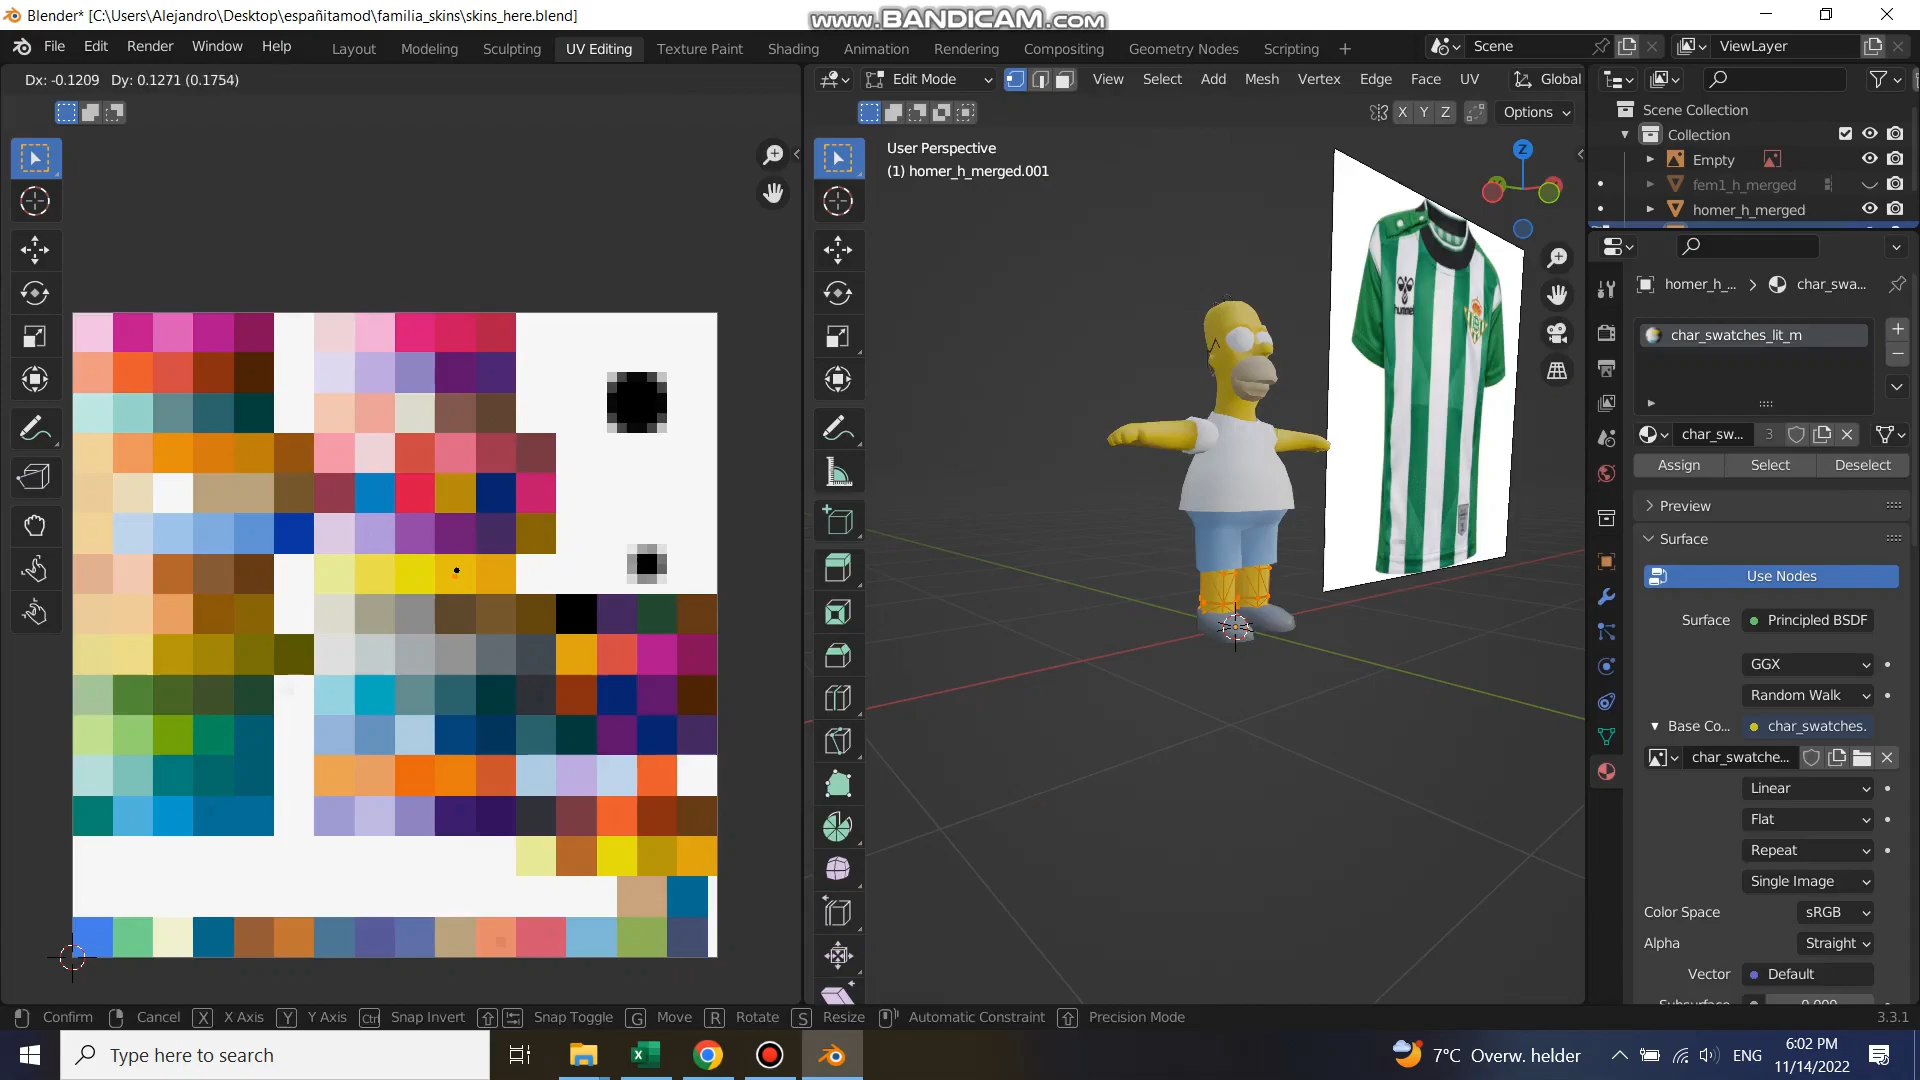 Blender* [C:\Users\Alejandro\Desktop\españitamod\familia_skins\skins_here.blend]
www.BANDICAM.com
File Edit Render Window Help
Layout Modeling Sculpting UV Editing Texture Paint Shading Animation Rendering Compositing Geometry Nodes Scripting +
Scene
ViewLayer
Dx: -0.1209 Dy: 0.1271 (0.1754)
Edit Mode
View Select Add Mesh Vertex Edge Face UV
Global
X Y Z
Options
User Perspective
(1) homer_h_merged.001
Z
hummel
Scene Collection
Collection
Empty
fem1_h_merged
homer_h_merged
homer_h_... > char_swa...
char_swatches_lit_m
char_sw... 3
Assign Select Deselect
Preview
Surface
Use Nodes
Surface Principled BSDF
GGX
Random Walk
Base Co... char_swatches.
char_swatche...
Linear
Flat
Repeat
Single Image
Color Space sRGB
Alpha Straight
Vector Default
Subsurface 0.000
Confirm Cancel X X Axis Y Y Axis Ctrl Snap Invert Snap Toggle G Move R Rotate S Resize Automatic Constraint Precision Mode
3.3.1
Type here to search
7°C Overw. helder
ENG
6:02 PM
11/14/2022